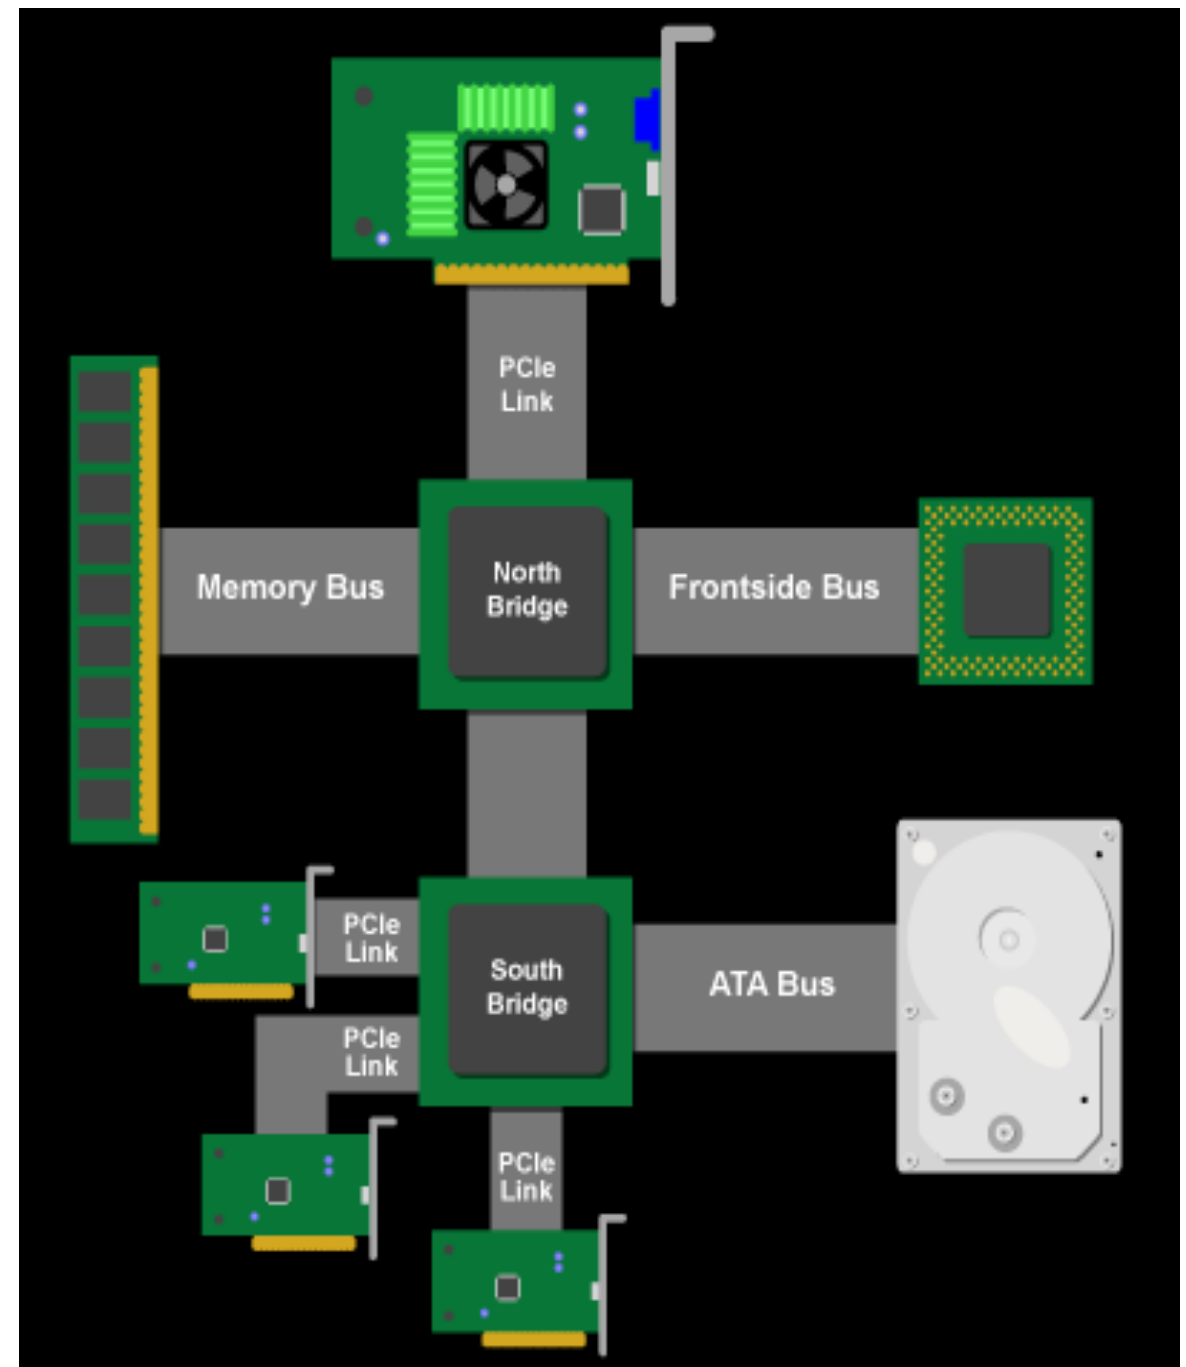 PCIe
Link
Memory Bus
North
Bridge
Frontside Bus
PCIe
Link
South
Bridge
ATA Bus
PCIe
Link
PCIe
Link